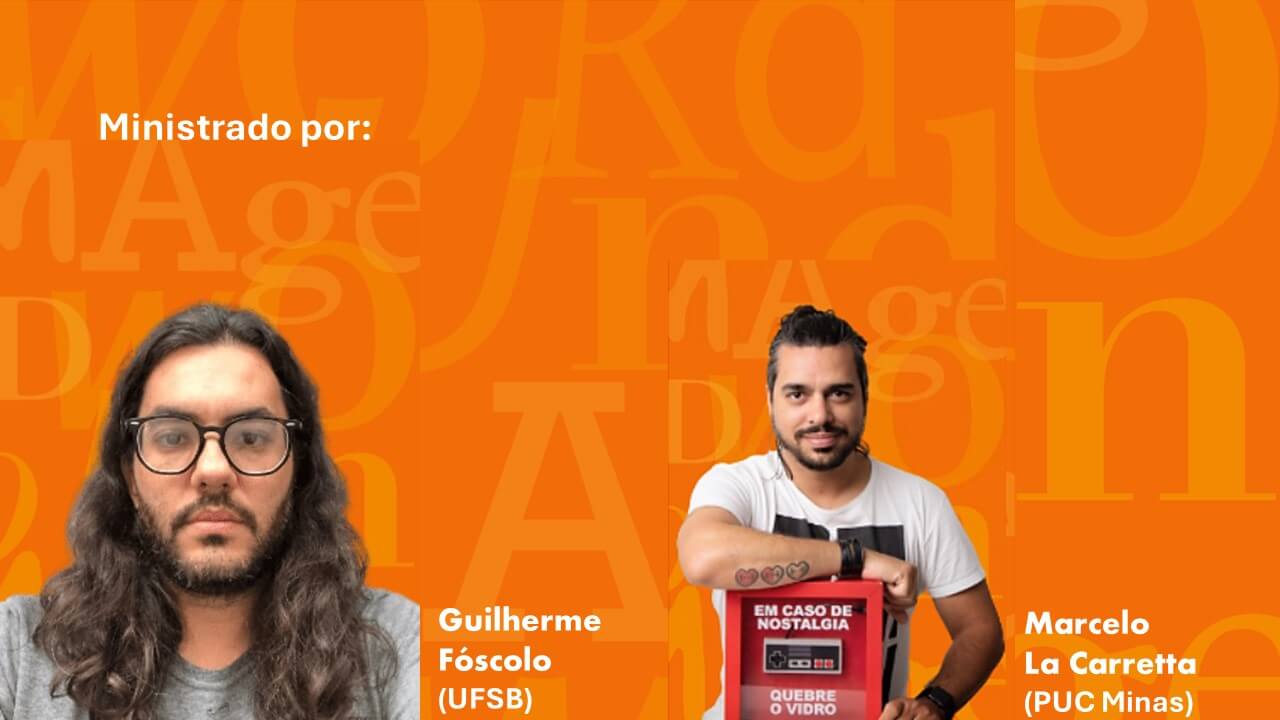 Ministrado por:
Guilherme
Fóscolo
(UFSB)
EM CASO DE
NOSTALGIA
QUEBRE
O VIDRO
Marcelo
La Carretta
(PUC Minas)